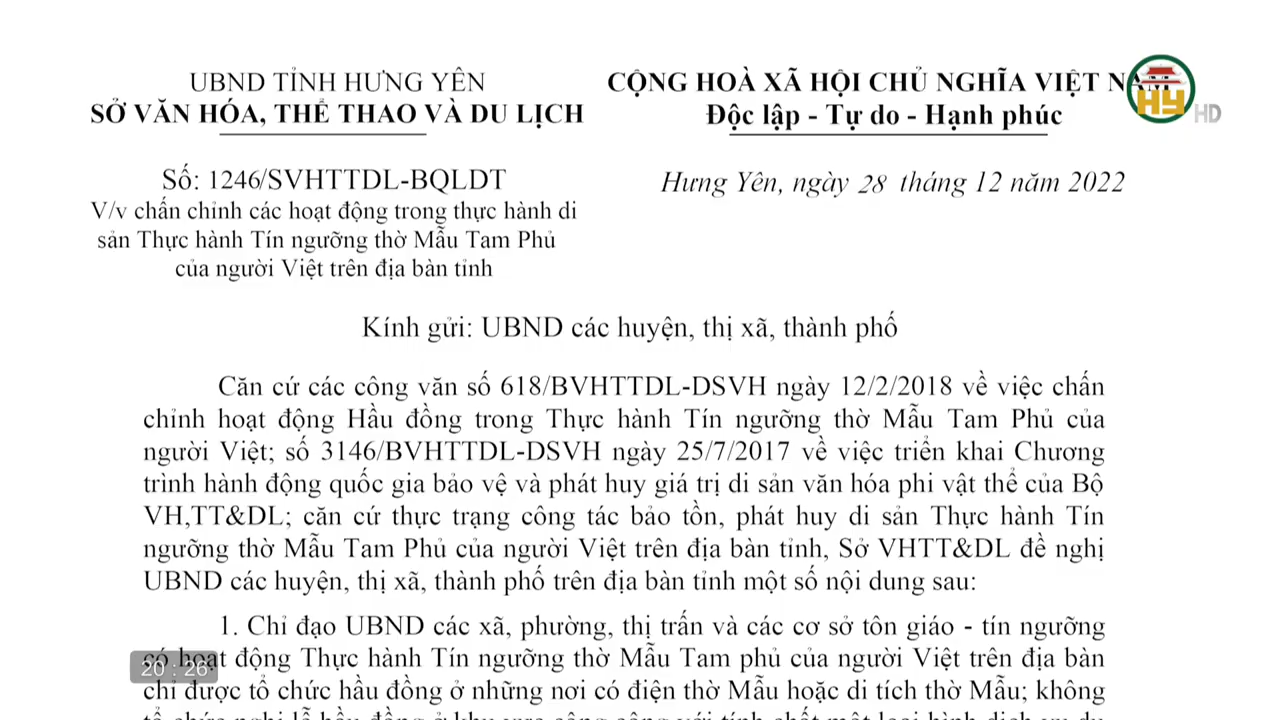 UBND TỈNH HƯNG YÊN
SỞ VĂN HÓA, THỂ THAO VÀ DU LỊCH
CỘNG HOÀ XÃ HỘI CHỦ NGHĨA VIỆT NAM
Độc lập - Tự do - Hạnh phúc
HY HD
Số: 1246/SVHTTDL-BQLDT
V/v chấn chỉnh các hoạt động trong thực hành di
sản Thực hành Tín ngưỡng thờ Mẫu Tam Phủ
của người Việt trên địa bàn tỉnh
Hưng Yên, ngày 28 tháng 12 năm 2022
Kính gửi: UBND các huyện, thị xã, thành phố
Căn cứ các công văn số 618/BVHTTDL-DSVH ngày 12/2/2018 về việc chấn
chỉnh hoạt động Hầu đồng trong Thực hành Tín ngưỡng thờ Mẫu Tam Phủ của
người Việt; số 3146/BVHTTDL-DSVH ngày 25/7/2017 về việc triển khai Chương
trình hành động quốc gia bảo vệ và phát huy giá trị di sản văn hóa phi vật thể của Bộ
VH,TT&DL; căn cứ thực trạng công tác bảo tồn, phát huy di sản Thực hành Tín
ngưỡng thờ Mẫu Tam Phủ của người Việt trên địa bàn tỉnh, Sở VHTT&DL đề nghị
UBND các huyện, thị xã, thành phố trên địa bàn tỉnh một số nội dung sau:
1. Chỉ đạo UBND các xã, phường, thị trấn và các cơ sở tôn giáo - tín ngưỡng
có hoạt động Thực hành Tín ngưỡng thờ Mẫu Tam phủ của người Việt trên địa bàn
20 : 26
chỉ được tổ chức hầu đồng ở những nơi có điện thờ Mẫu hoặc di tích thờ Mẫu; không